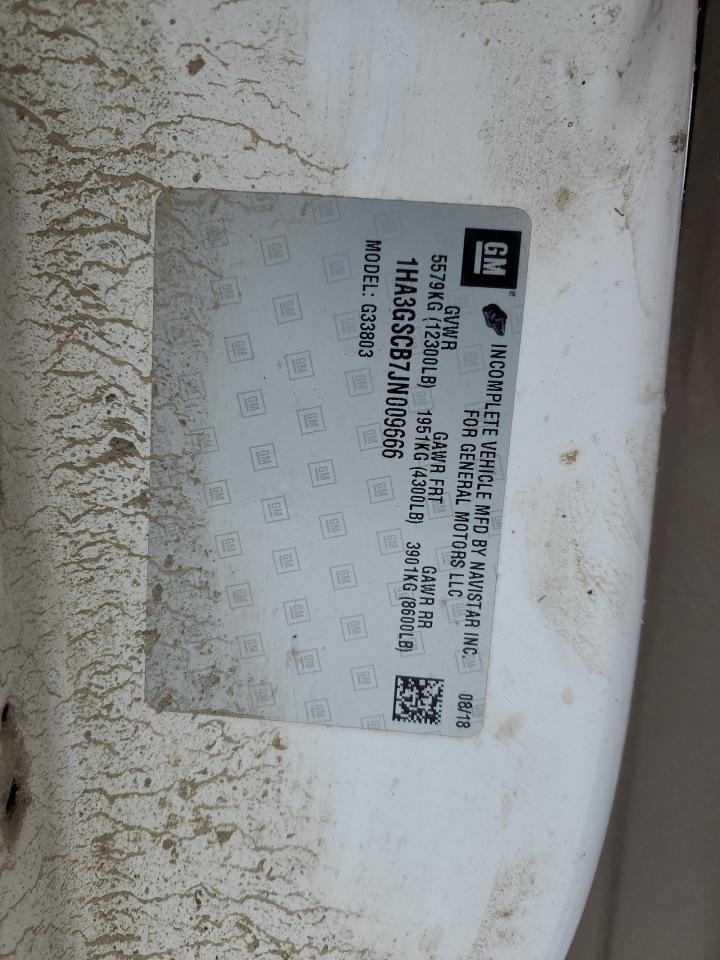 GM
INCOMPLETE VEHICLE MFD BY NAVISTAR INC. 08/18
FOR GENERAL MOTORS LLC
GVWR GAWR FRT GAWR RR
5579KG (12300LB) 1951KG (4300LB) 3901KG (8600LB)
1HA3GSCB7JN009666
MODEL: G33803